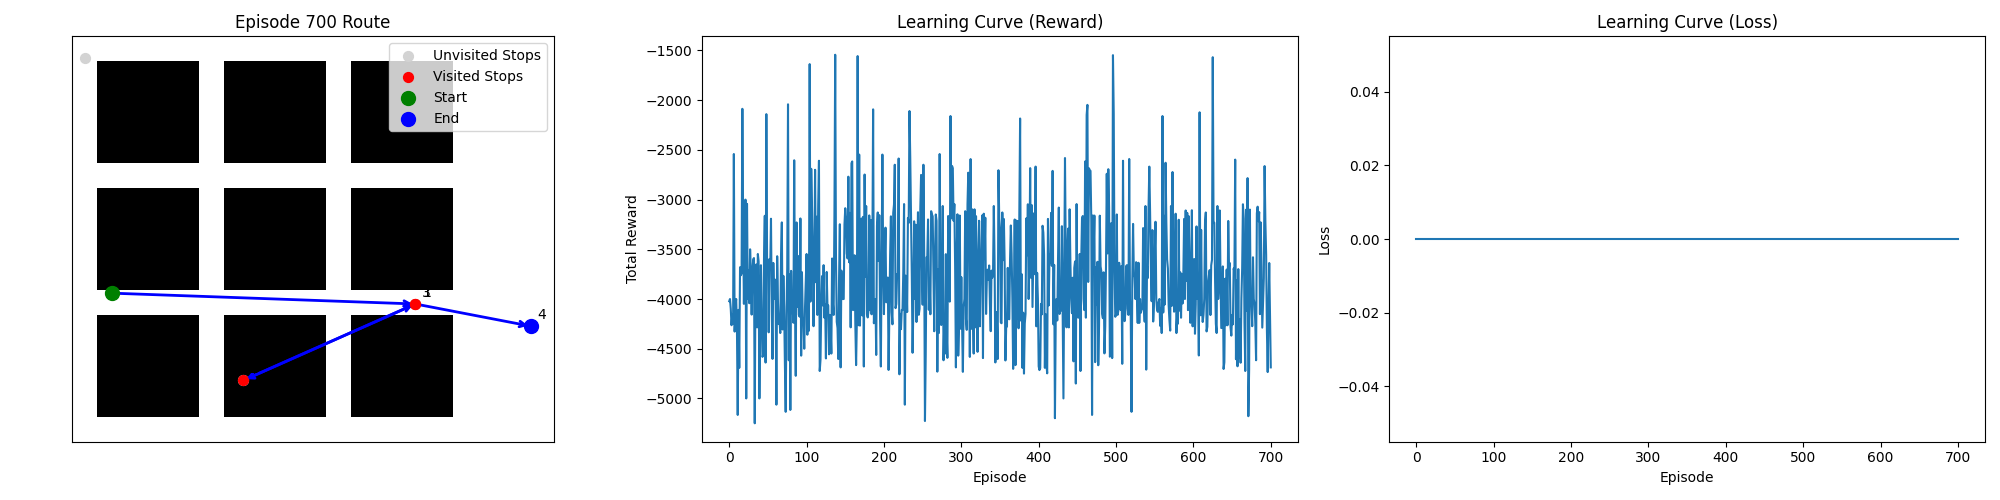 Episode 700 Route
Unvisited Stops
Visited Stops
Start
End
4
Learning Curve (Reward)
Total Reward
−1500
−2000
−2500
−3000
−3500
−4000
−4500
−5000
0 100 200 300 400 500 600 700
Episode
Learning Curve (Loss)
Loss
0.04
0.02
0.00
−0.02
−0.04
0 100 200 300 400 500 600 700
Episode